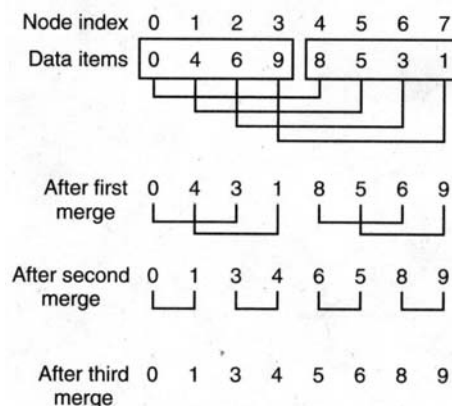 Node index 0 1 2 3 4 5 6 7
Data items 0 4 6 9 8 5 3 1
After first merge 0 4 3 1 8 5 6 9
After second merge 0 1 3 4 6 5 8 9
After third merge 0 1 3 4 5 6 8 9